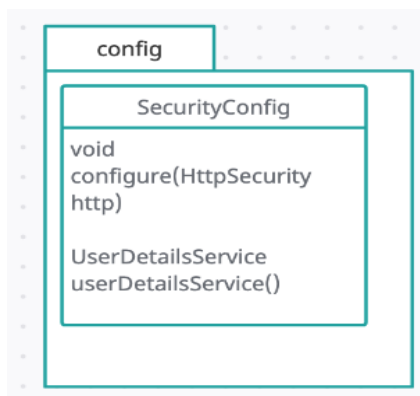 config
SecurityConfig
void
configure(HttpSecurity
http)
UserDetailsService
userDetailsService()